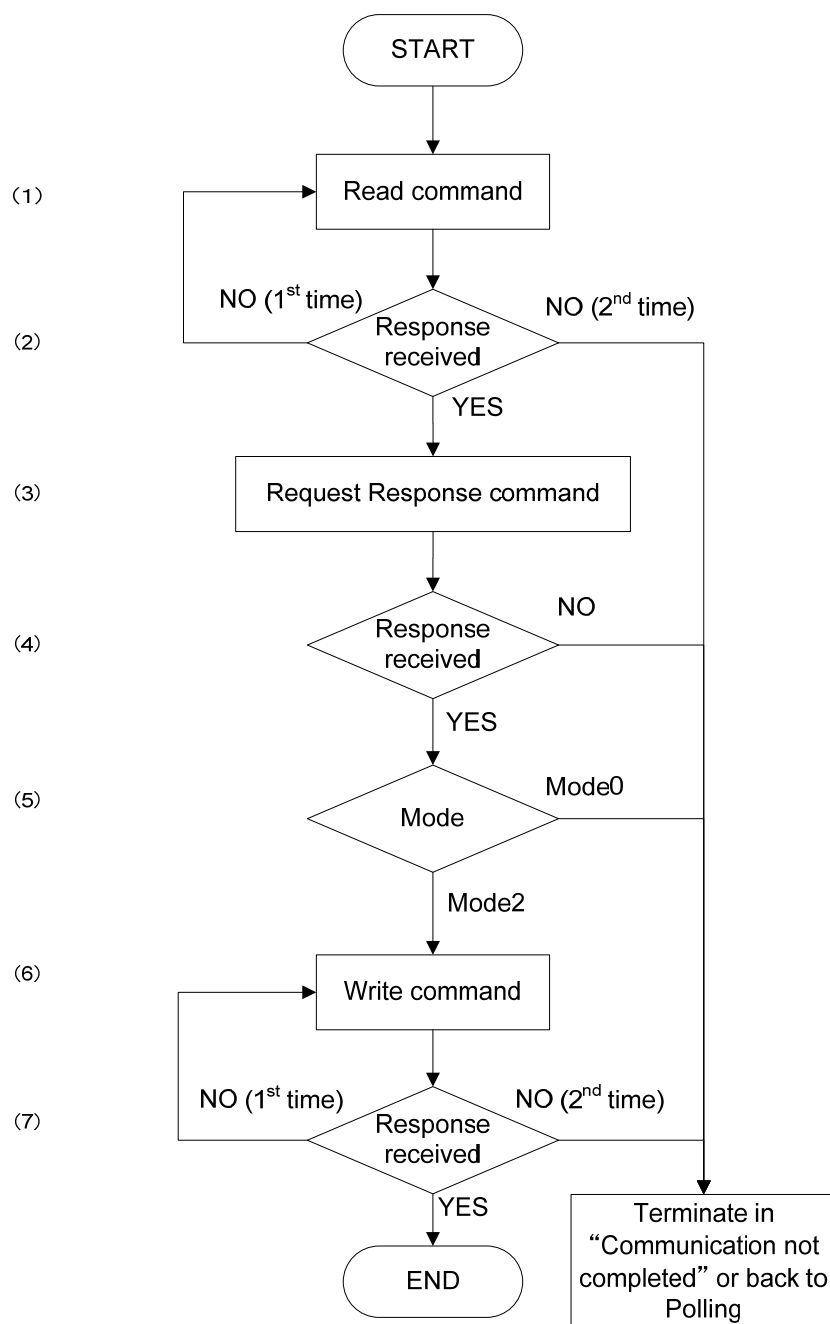 START
（1）
Read command
NO (1st time)
NO (2nd time)
（2）
Response
received
YES
（3）
Request Response command
NO
（4）
Response
received
YES
（5）
Mode0
Mode
Mode2
（6）
Write command
NO (1st time)
NO (2nd time)
（7）
Response
received
YES
END
Terminate in
“Communication not
completed” or back to
Polling